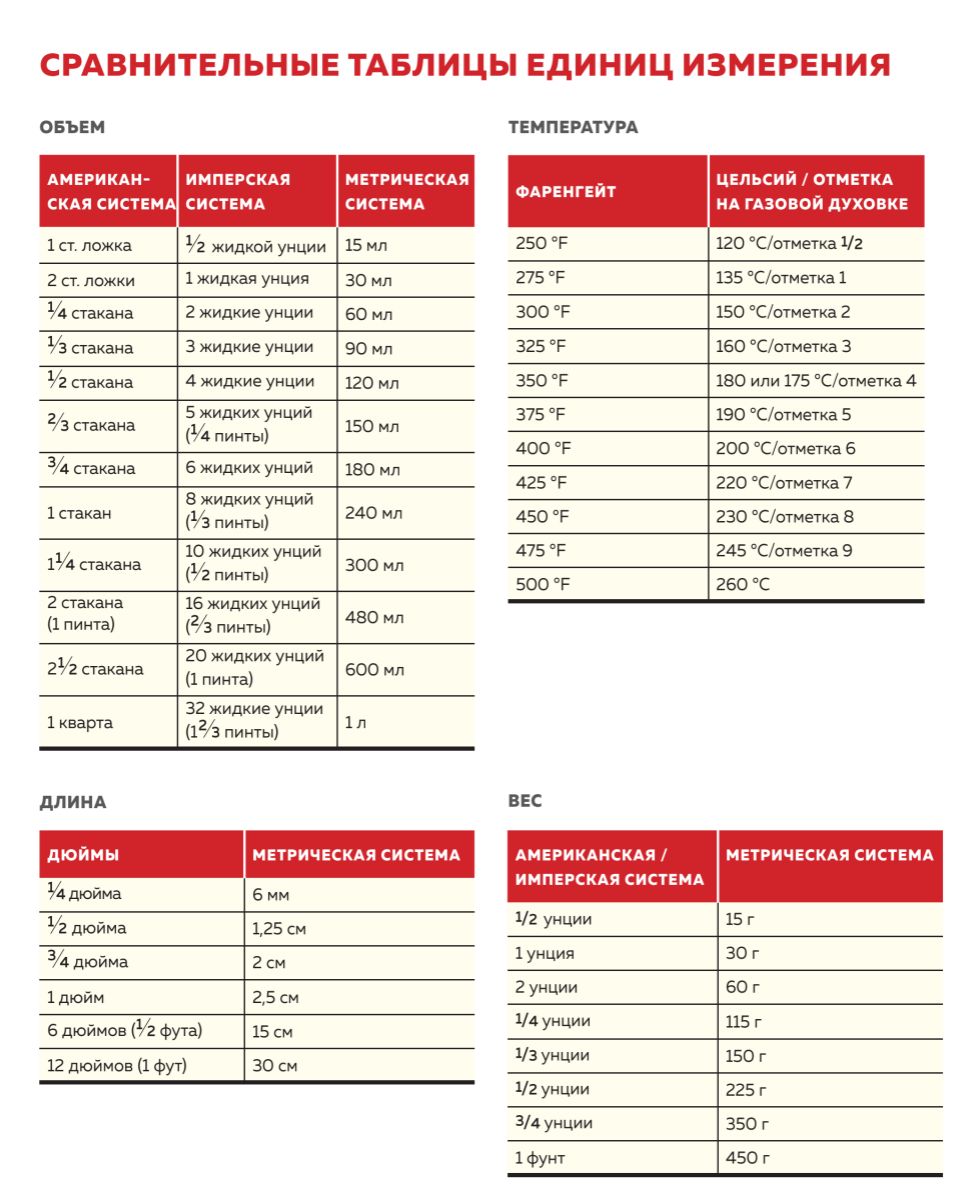 СРАВНИТЕЛЬНЫЕ ТАБЛИЦЫ ЕДИНИЦ ИЗМЕРЕНИЯ
ОБЪЕМ
АМЕРИКАН-
СКАЯ СИСТЕМА
ИМПЕРСКАЯ
СИСТЕМА
МЕТРИЧЕСКАЯ
СИСТЕМА
1 ст. ложка
½ жидкой унции
15 мл
2 ст. ложки
1 жидкая унция
30 мл
¼ стакана
2 жидкие унции
60 мл
⅓ стакана
3 жидкие унции
90 мл
½ стакана
4 жидкие унции
120 мл
⅔ стакана
5 жидких унций
(¼ пинты)
150 мл
¾ стакана
6 жидких унций
180 мл
1 стакан
8 жидких унций
(⅓ пинты)
240 мл
1¼ стакана
10 жидких унций
(½ пинты)
300 мл
2 стакана
(1 пинта)
16 жидких унций
(⅔ пинты)
480 мл
2½ стакана
20 жидких унций
(1 пинта)
600 мл
1 кварта
32 жидкие унции
(1⅔ пинты)
1 л
ТЕМПЕРАТУРА
ФАРЕНГЕЙТ
ЦЕЛЬСИЙ / ОТМЕТКА
НА ГАЗОВОЙ ДУХОВКЕ
250 °F
120 °C/отметка 1/2
275 °F
135 °C/отметка 1
300 °F
150 °C/отметка 2
325 °F
160 °C/отметка 3
350 °F
180 или 175 °C/отметка 4
375 °F
190 °C/отметка 5
400 °F
200 °C/отметка 6
425 °F
220 °C/отметка 7
450 °F
230 °C/отметка 8
475 °F
245 °C/отметка 9
500 °F
260 °C
ДЛИНА
ДЮЙМЫ
МЕТРИЧЕСКАЯ СИСТЕМА
¼ дюйма
6 мм
½ дюйма
1,25 см
¾ дюйма
2 см
1 дюйм
2,5 см
6 дюймов (½ фута)
15 см
12 дюймов (1 фут)
30 см
ВЕС
АМЕРИКАНСКАЯ /
ИМПЕРСКАЯ СИСТЕМА
МЕТРИЧЕСКАЯ СИСТЕМА
1/2 унции
15 г
1 унция
30 г
2 унции
60 г
1/4 унции
115 г
1/3 унции
150 г
1/2 унции
225 г
3/4 унции
350 г
1 фунт
450 г